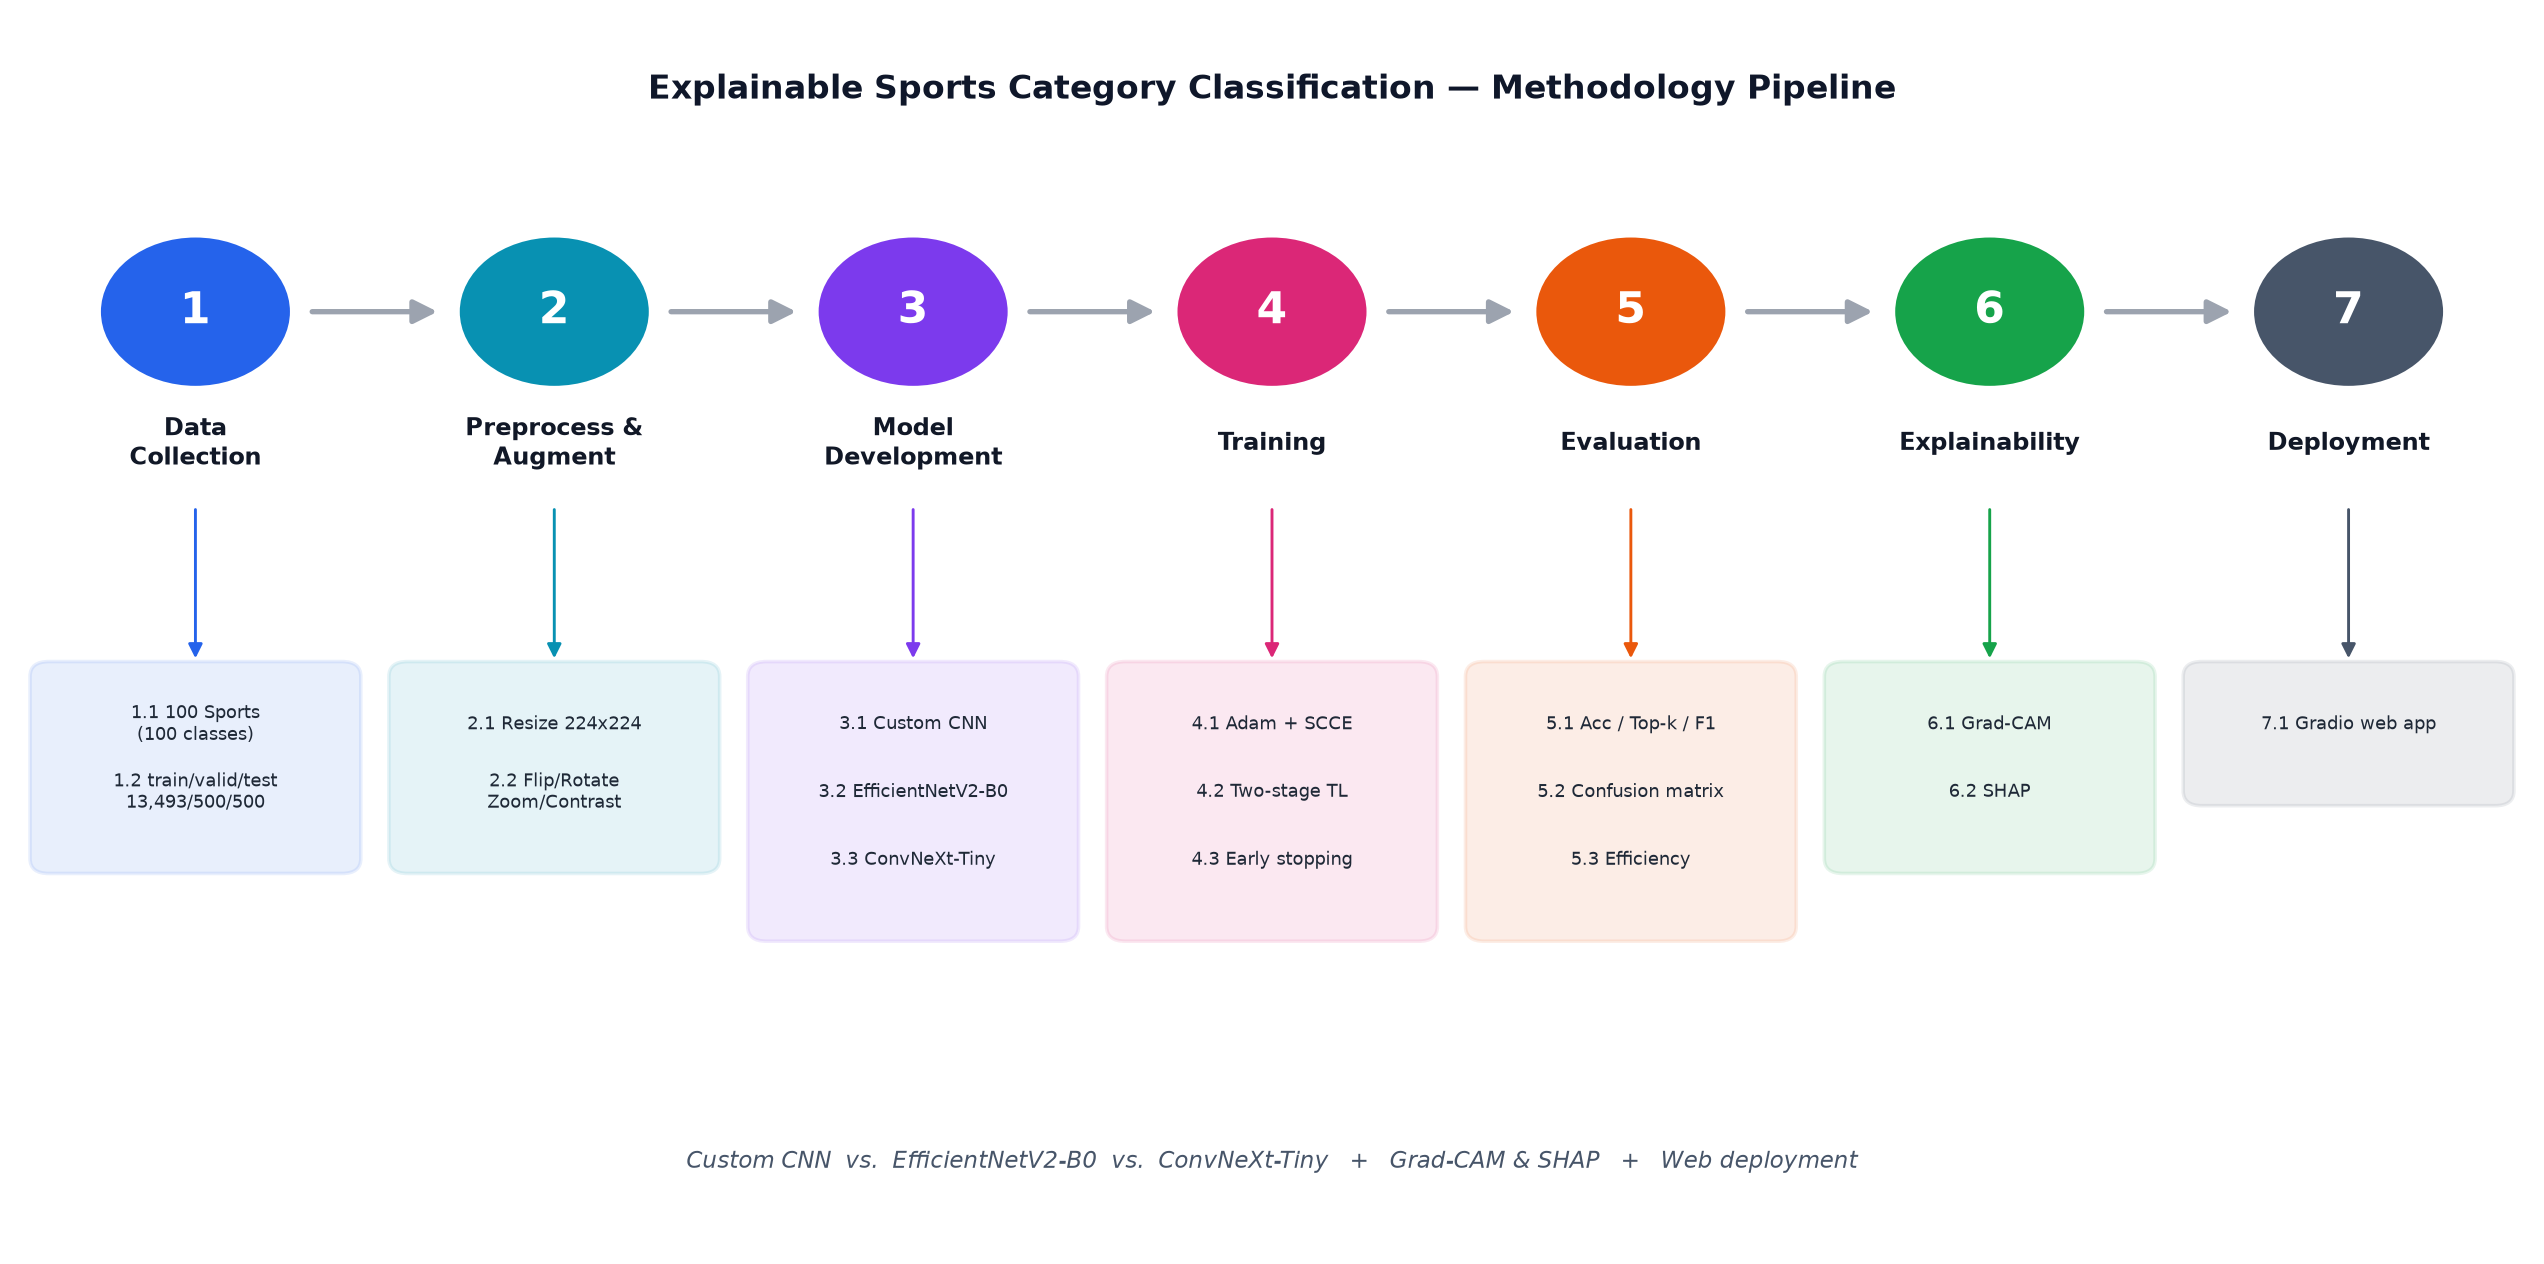 Explainable Sports Category Classification — Methodology Pipeline
1
2
3
4
5
6
7
Data
Collection
Preprocess &
Augment
Model
Development
Training
Evaluation
Explainability
Deployment
1.1 100 Sports
(100 classes)
1.2 train/valid/test
13,493/500/500
2.1 Resize 224x224
2.2 Flip/Rotate
Zoom/Contrast
3.1 Custom CNN
3.2 EfficientNetV2-B0
3.3 ConvNeXt-Tiny
4.1 Adam + SCCE
4.2 Two-stage TL
4.3 Early stopping
5.1 Acc / Top-k / F1
5.2 Confusion matrix
5.3 Efficiency
6.1 Grad-CAM
6.2 SHAP
7.1 Gradio web app
Custom CNN vs. EfficientNetV2-B0 vs. ConvNeXt-Tiny + Grad-CAM & SHAP + Web deployment